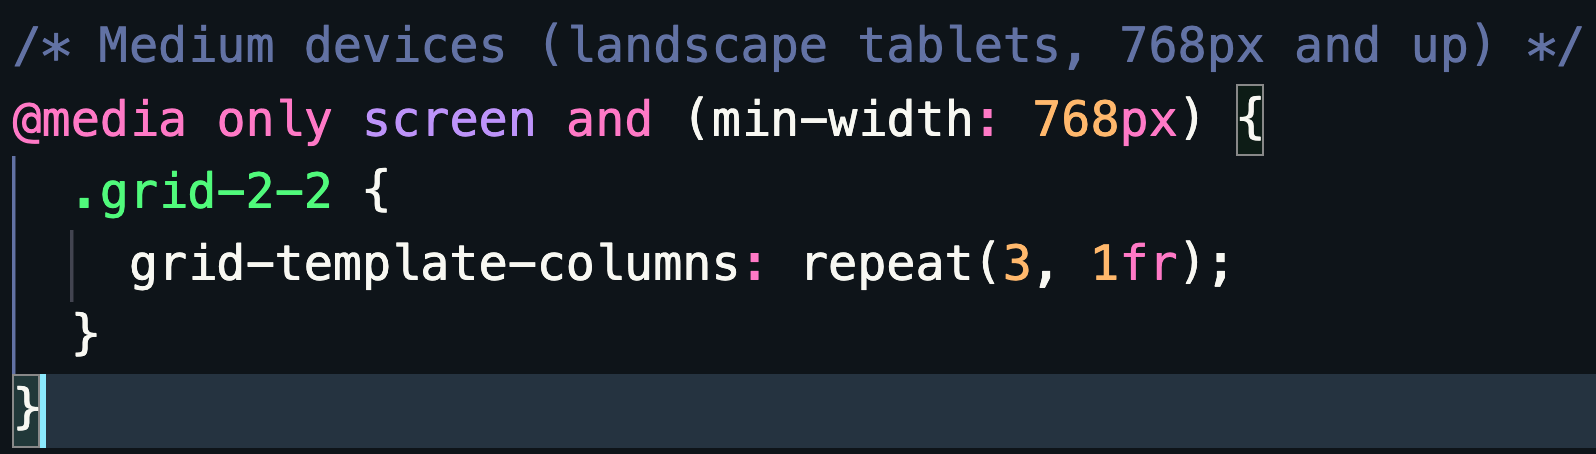 /* Medium devices (landscape tablets, 768px and up) */
@media only screen and (min-width: 768px) {
  .grid-2-2 {
    grid-template-columns: repeat(3, 1fr);
  }
}